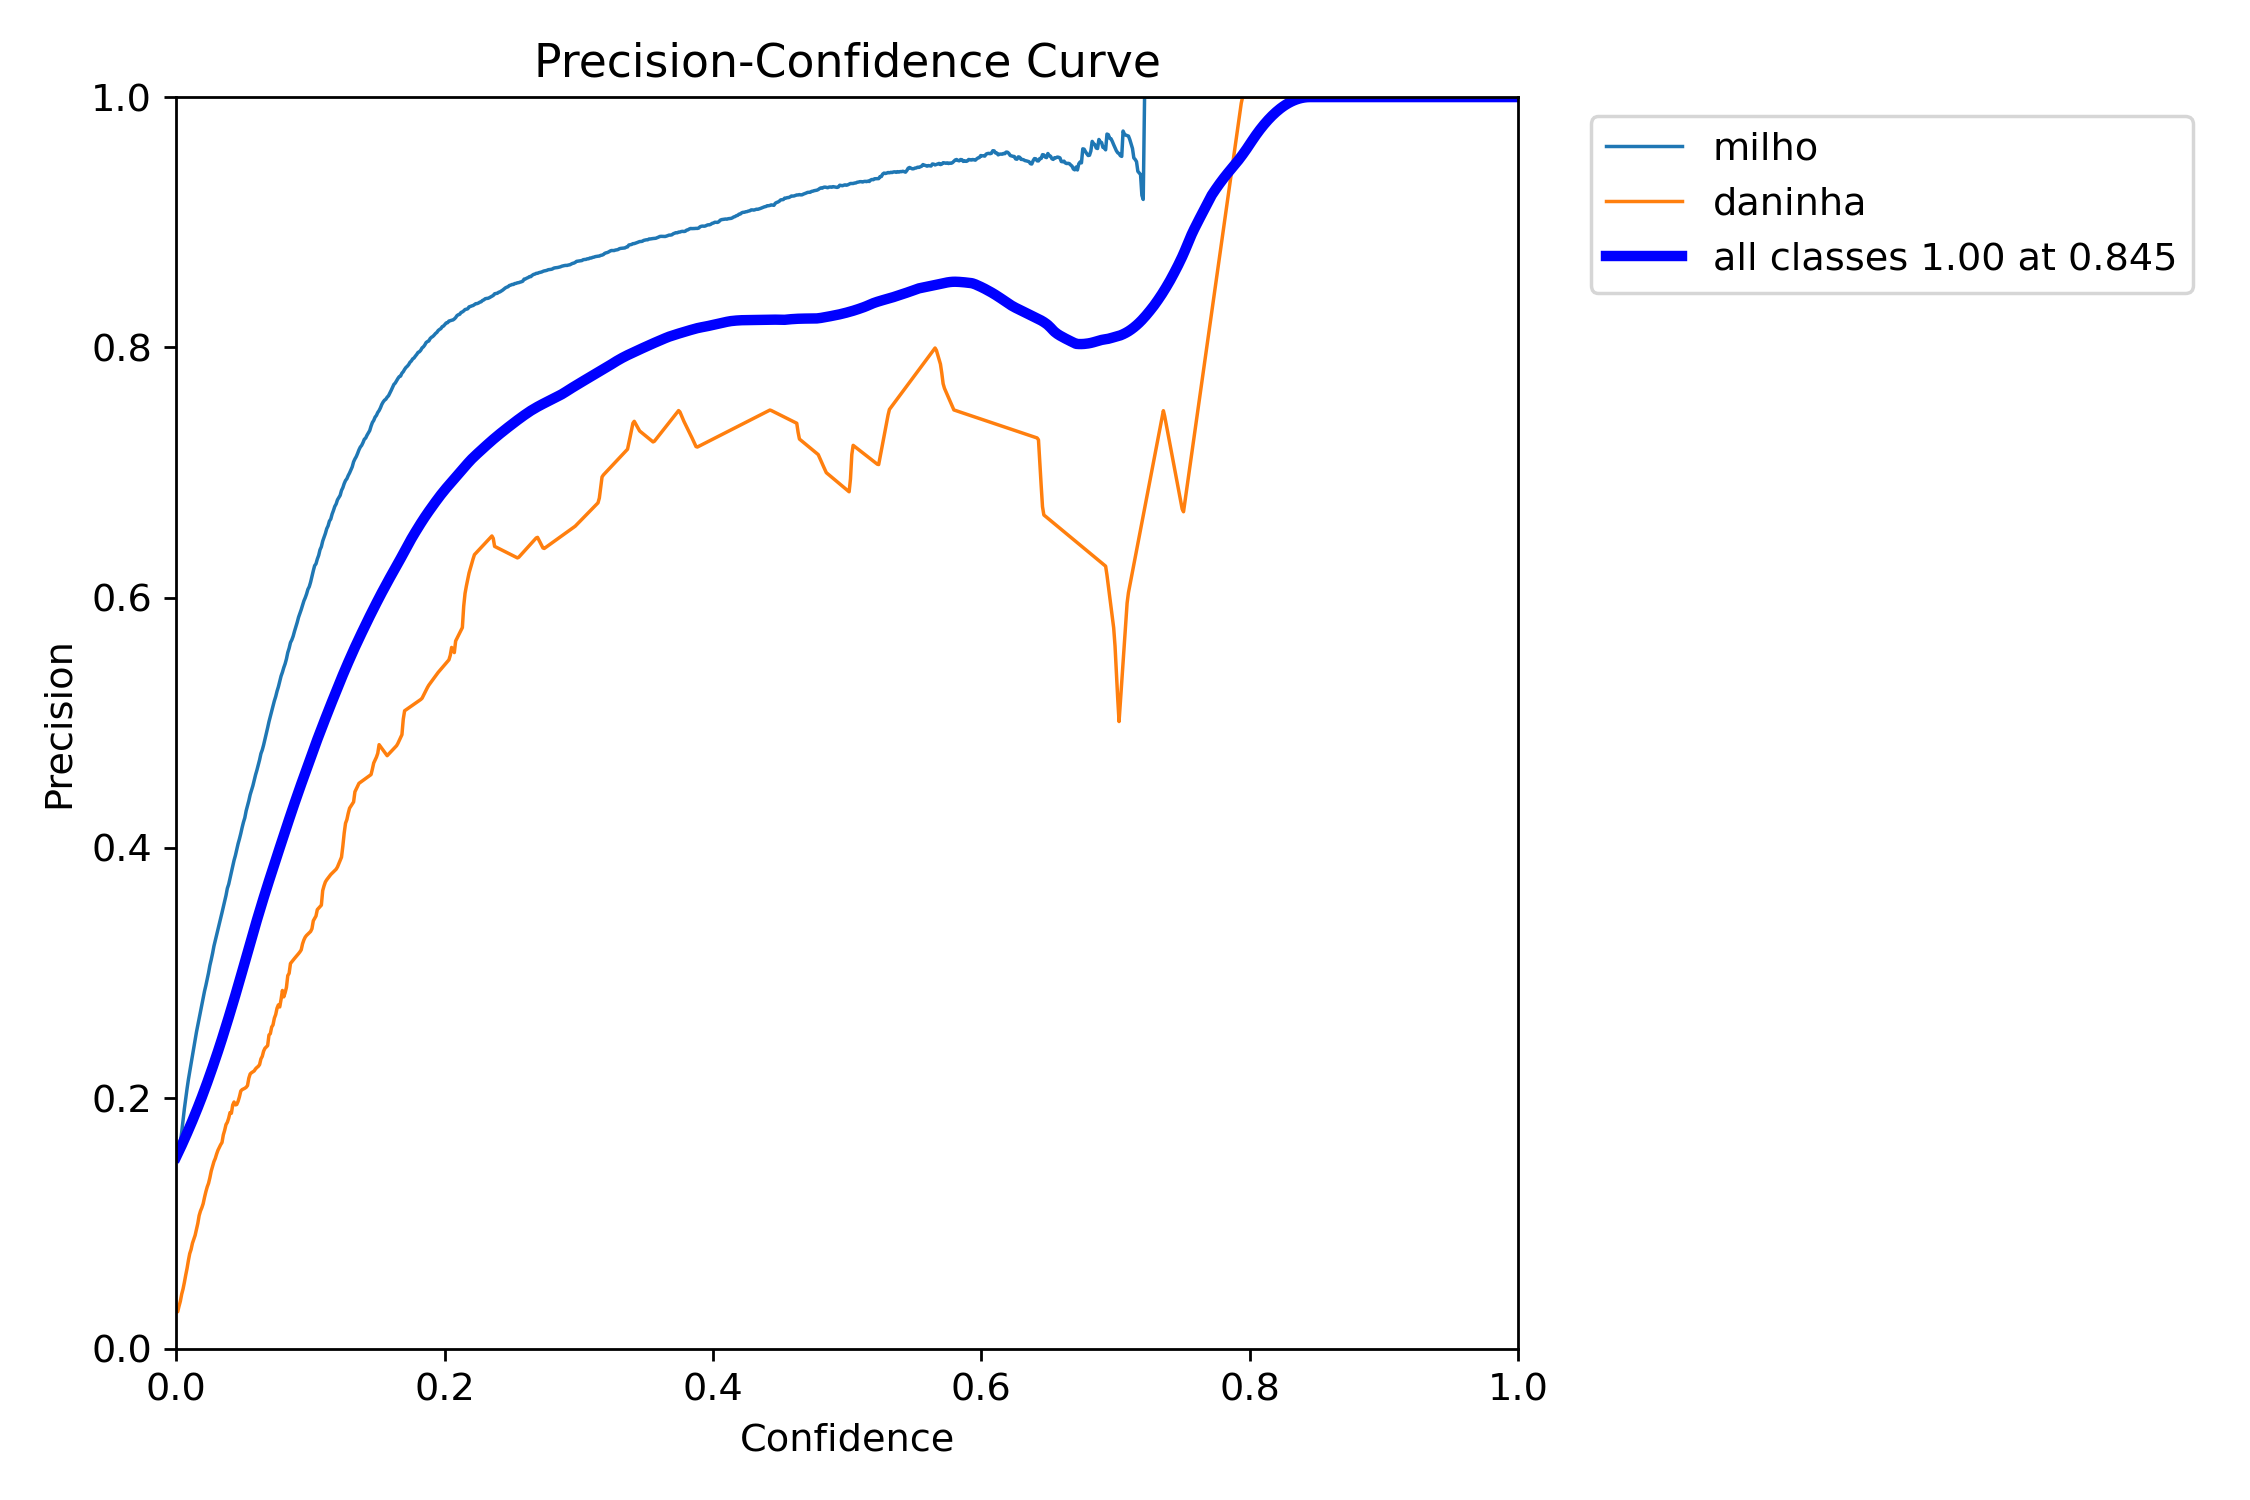 Precision-Confidence Curve
1.0
0.8
0.6
0.4
0.2
0.0
Precision
0.0 0.2 0.4 0.6 0.8 1.0
Confidence
milho
daninha
all classes 1.00 at 0.845